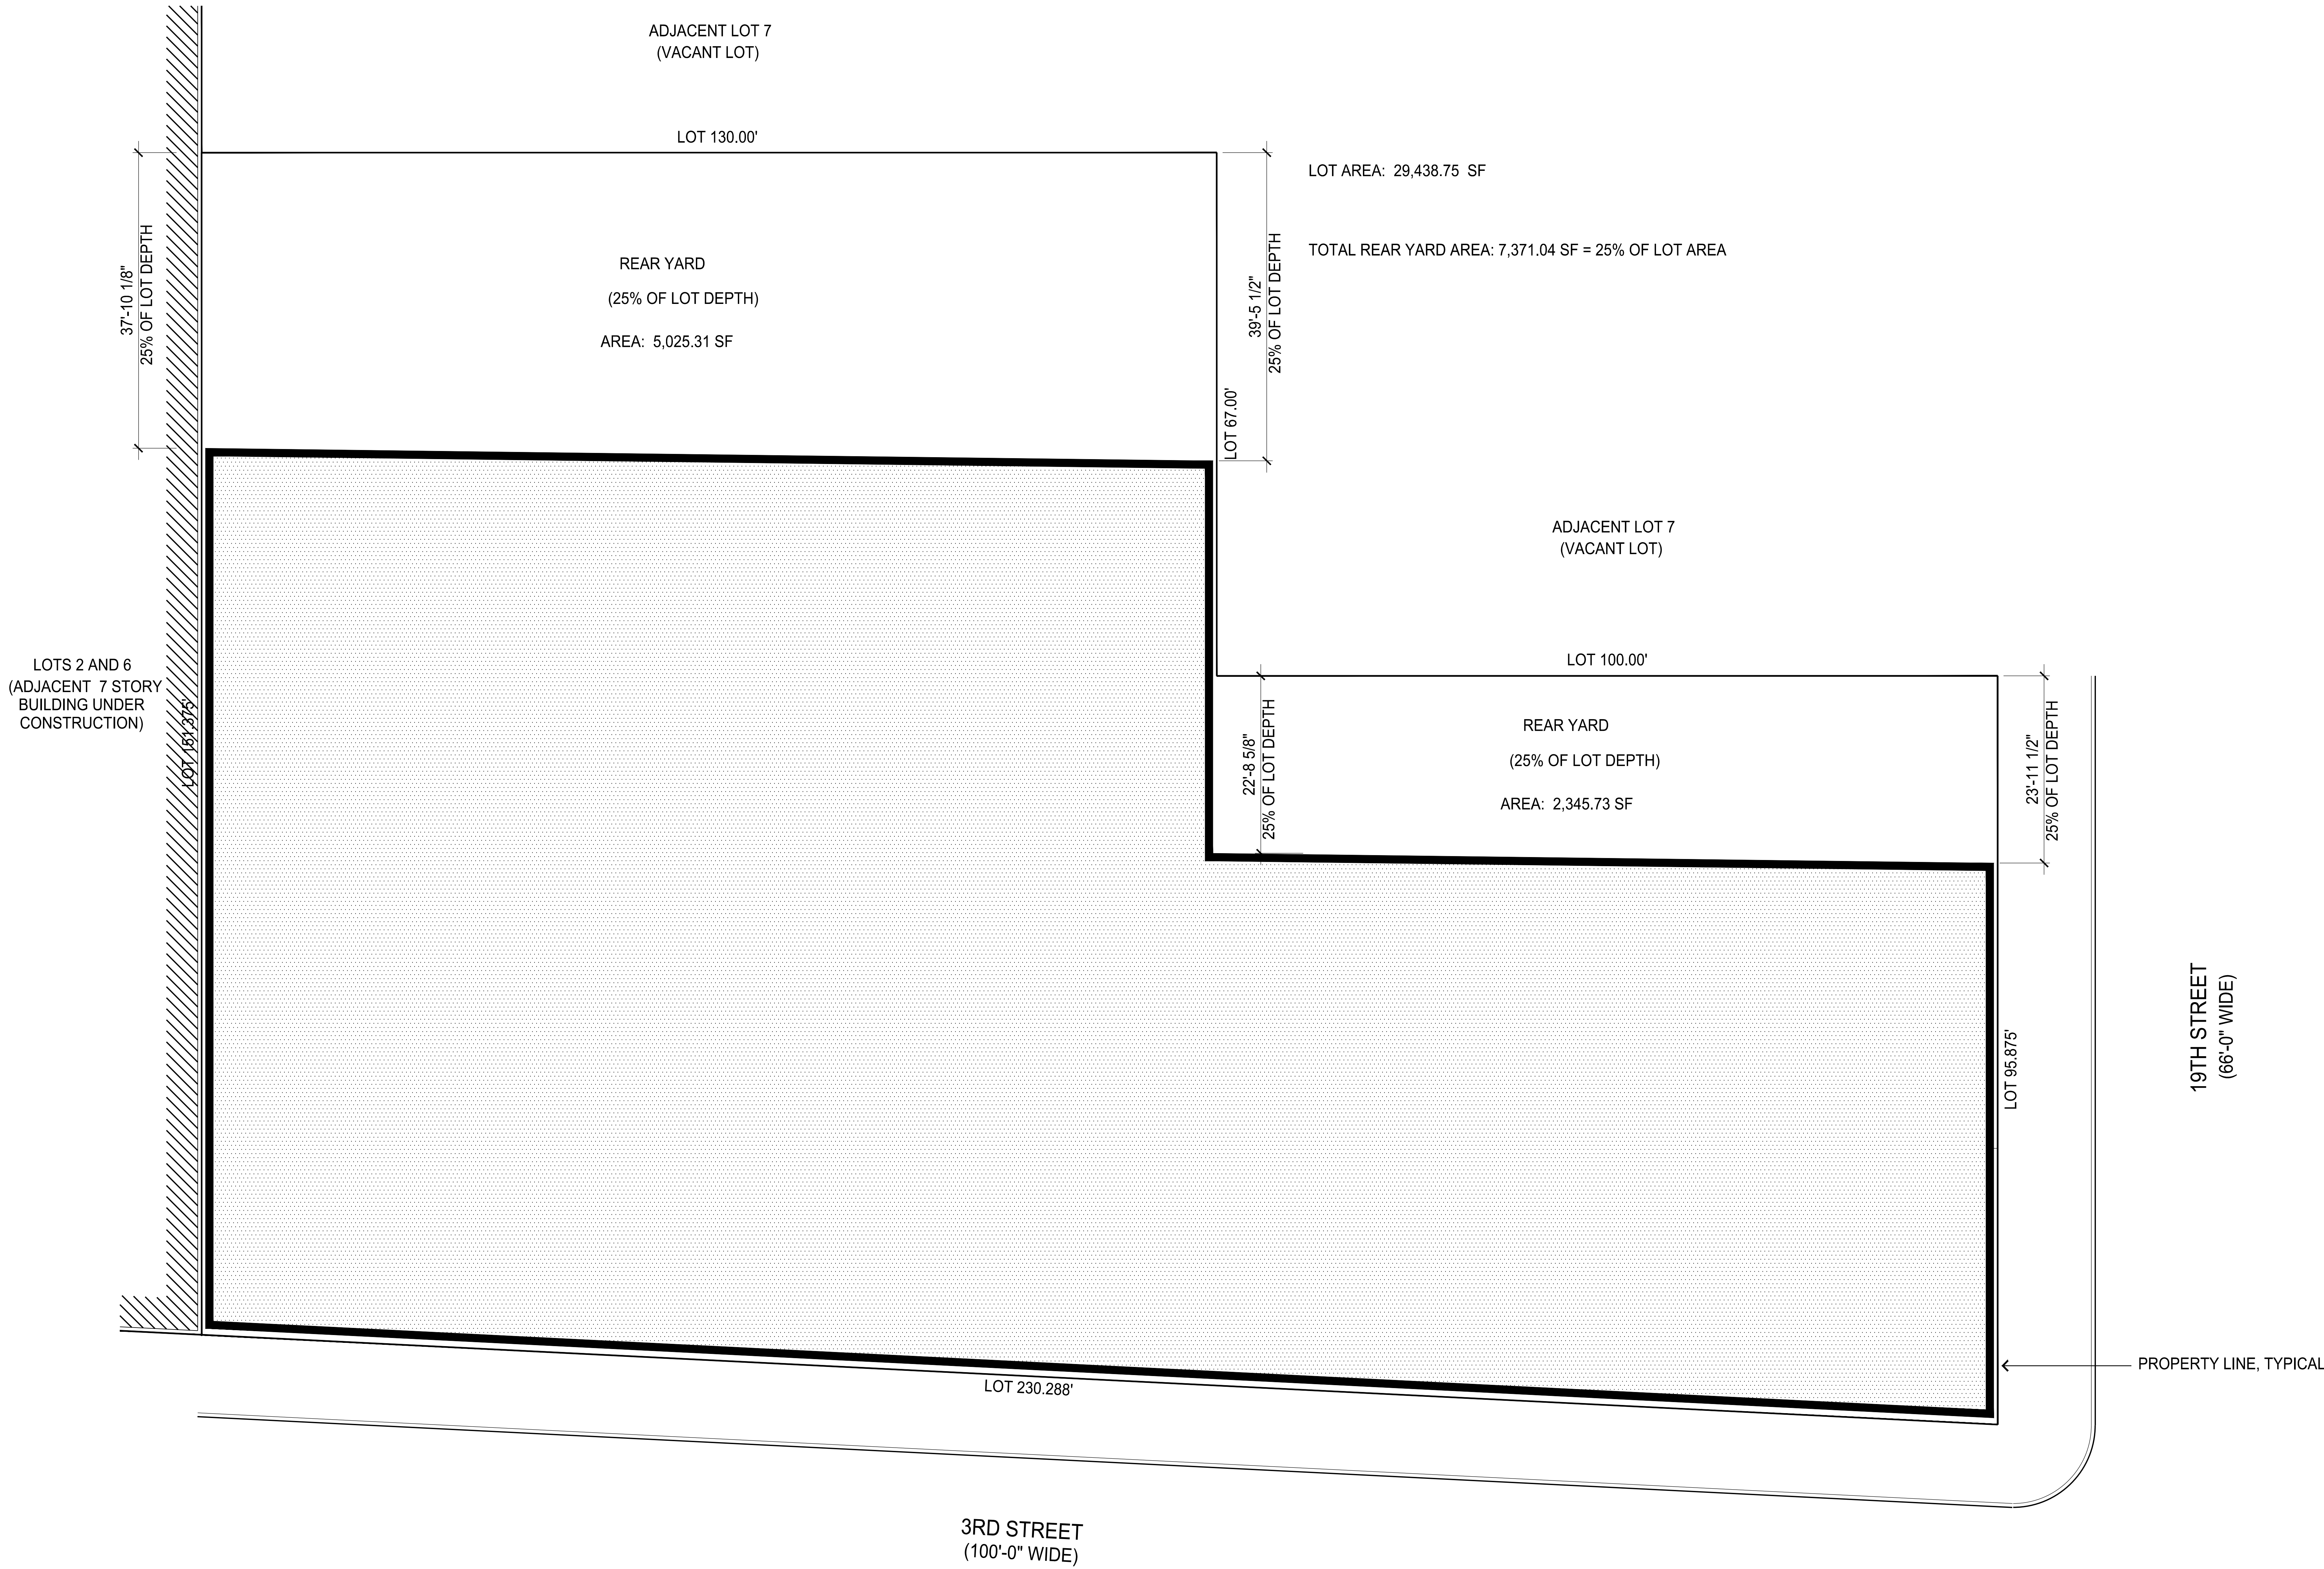 ADJACENT LOT 7
(VACANT LOT)
LOT 130.00'
LOT AREA:  29,438.75  SF
TOTAL REAR YARD AREA: 7,371.04 SF = 25% OF LOT AREA
37'-10 1/8"
25% OF LOT DEPTH
REAR YARD
(25% OF LOT DEPTH)
AREA:  5,025.31 SF
39'-5 1/2"
25% OF LOT DEPTH
LOT 67.00'
ADJACENT LOT 7
(VACANT LOT)
LOTS 2 AND 6
(ADJACENT  7 STORY
BUILDING UNDER
CONSTRUCTION)
LOT 151.375'
LOT 100.00'
22'-8 5/8"
25% OF LOT DEPTH
REAR YARD
(25% OF LOT DEPTH)
AREA:  2,345.73 SF
23'-11 1/2"
25% OF LOT DEPTH
LOT 95.875'
19TH STREET
(66'-0" WIDE)
PROPERTY LINE, TYPICAL
LOT 230.288'
3RD STREET
(100'-0" WIDE)